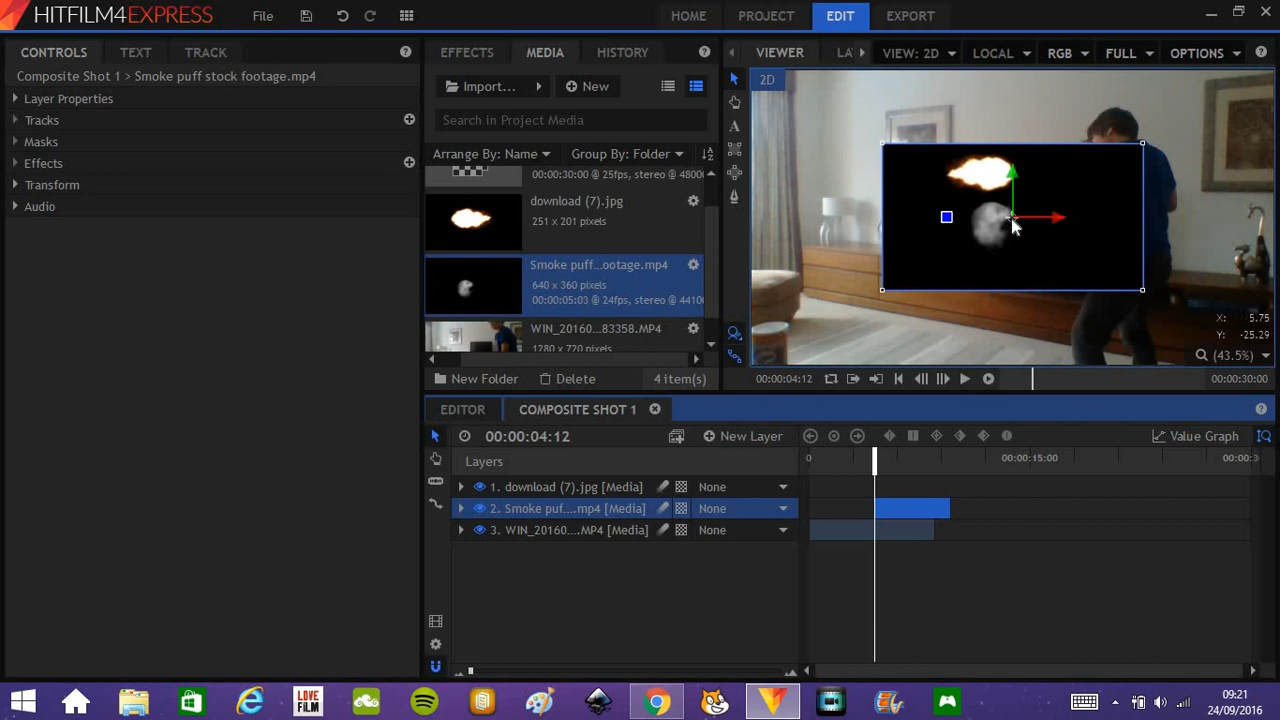 HITFILM4EXPRESS
File
HOME
PROJECT
EDIT
EXPORT
CONTROLS
TEXT
TRACK
EFFECTS
MEDIA
HISTORY
VIEWER
LA
VIEW: 2D
LOCAL
RGB
FULL
OPTIONS
Composite Shot 1 > Smoke puff stock footage.mp4
Layer Properties
Tracks
Masks
Effects
Transform
Audio
Import...
New
Search in Project Media
Arrange By: Name
Group By: Folder
00:00:30:00 @ 25fps, stereo @ 4800
download (7).jpg
251 x 201 pixels
Smoke puff...ootage.mp4
640 x 360 pixels
00:00:05:03 @ 24fps, stereo @ 4410
WIN_20160...83358.MP4
1280 x 720 pixels
New Folder
Delete
4 item(s)
2D
X: 5.75
Y: -25.29
(43.5%)
00:00:04:12
00:00:30:00
EDITOR
COMPOSITE SHOT 1
00:00:04:12
New Layer
Value Graph
Layers
0
00:00:15:00
00:00:3
1. download (7).jpg [Media]
None
2. Smoke puf....mp4 [Media]
None
3. WIN_20160....MP4 [Media]
None
LOVE
FiLM
09:21
24/09/2016